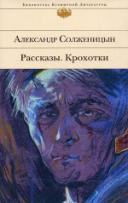 Библиотека Всемирной Литературы
Александр Солженицын
Рассказы. Крохотки